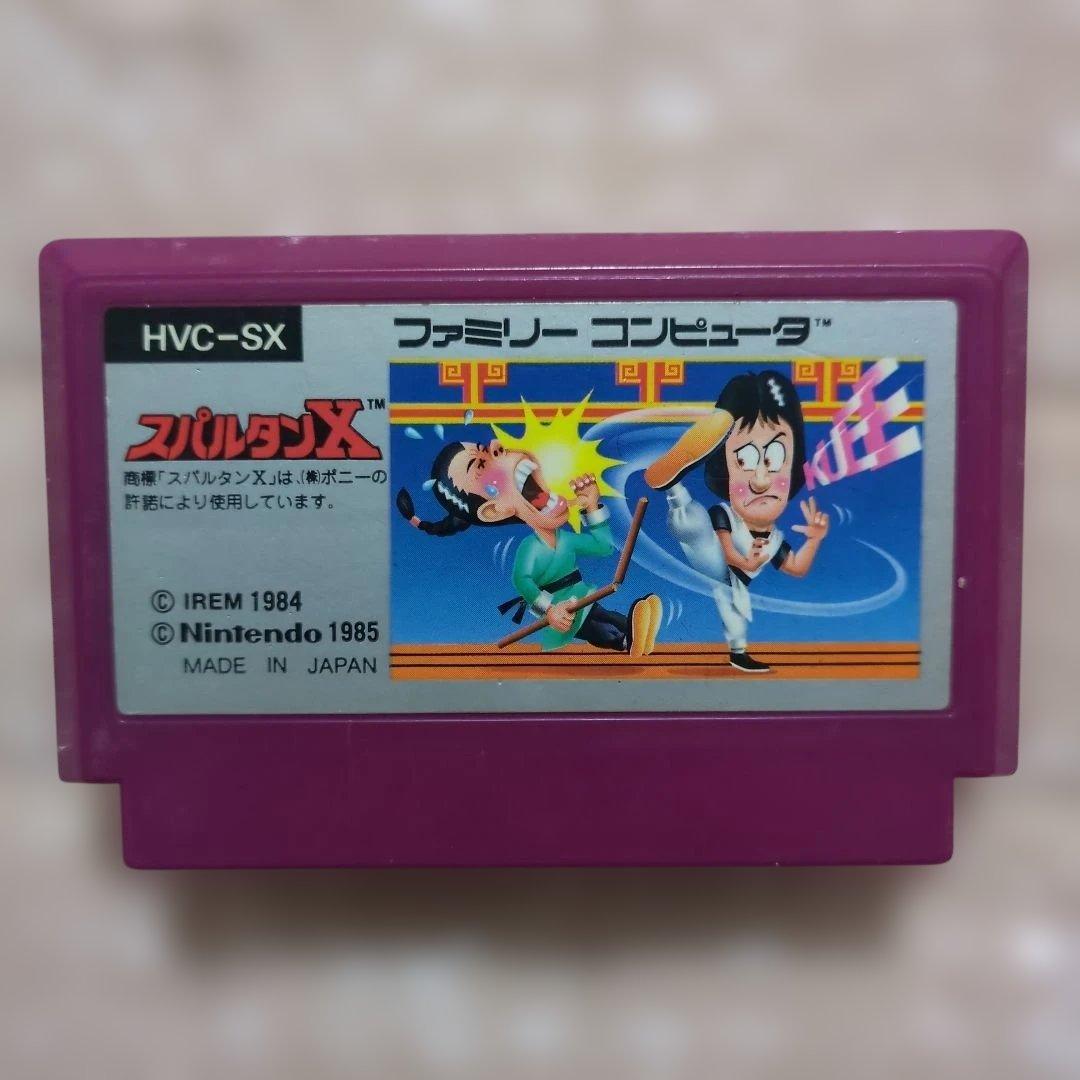 HVC-SX
ファミリー コンピュータ™
スパルタンX™
商標「スパルタンX」は、(株)ポニーの
許諾により使用しています。
KUEEE
© IREM 1984
© Nintendo 1985
MADE IN JAPAN